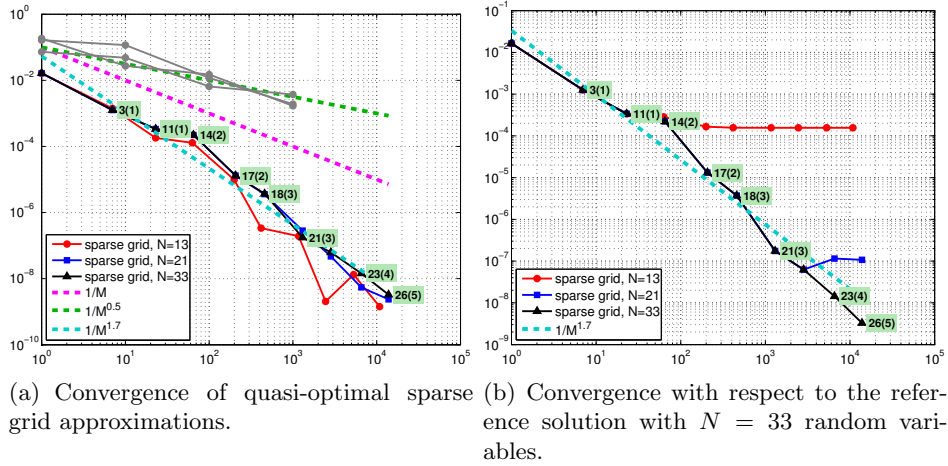 10^0
10^-2
10^-4
10^-6
10^-8
10^-10
10^0
10^1
10^2
10^3
10^4
10^5
3(1)
11(1)
14(2)
17(2)
18(3)
21(3)
23(4)
26(5)
sparse grid, N=13
sparse grid, N=21
sparse grid, N=33
1/M
1/M^0.5
1/M^1.7
(a) Convergence of quasi-optimal sparse
grid approximations.
10^-1
10^-2
10^-3
10^-4
10^-5
10^-6
10^-7
10^-8
10^-9
10^0
10^1
10^2
10^3
10^4
10^5
3(1)
11(1)
14(2)
17(2)
18(3)
21(3)
23(4)
26(5)
sparse grid, N=13
sparse grid, N=21
sparse grid, N=33
1/M^1.7
(b) Convergence with respect to the refer-
ence solution with N = 33 random vari-
ables.